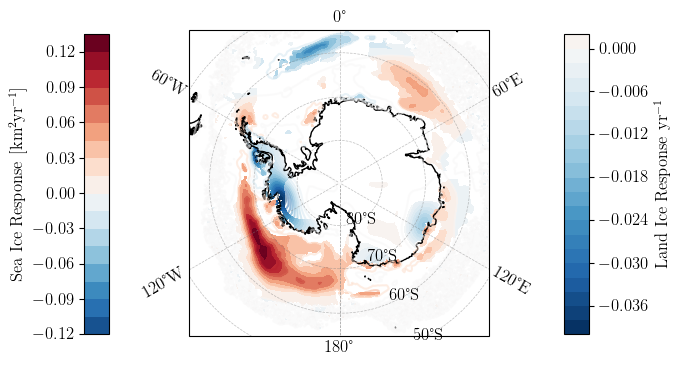 0°
60°W
60°E
120°W
120°E
180°
80°S
70°S
60°S
50°S
Sea Ice Response [km²yr⁻¹]
0.12
0.09
0.06
0.03
0.00
−0.03
−0.06
−0.09
−0.12
0.000
−0.006
−0.012
−0.018
−0.024
−0.030
−0.036
Land Ice Response yr⁻¹